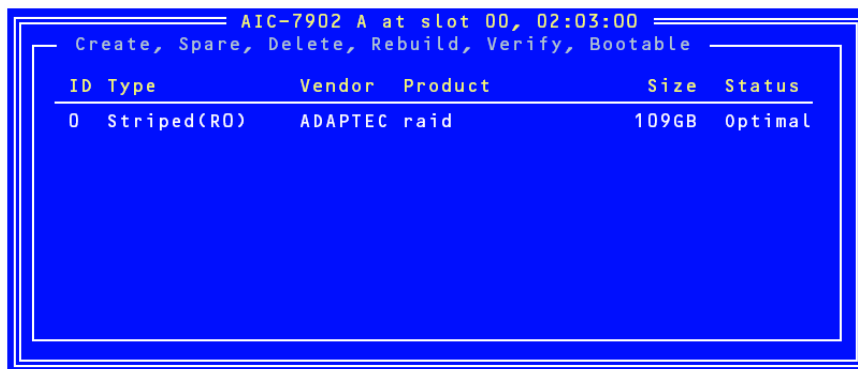 AIC-7902 A at slot 00, 02:03:00
Create, Spare, Delete, Rebuild, Verify, Bootable
ID Type Vendor Product Size Status
0 Striped(R0) ADAPTEC raid 109GB Optimal